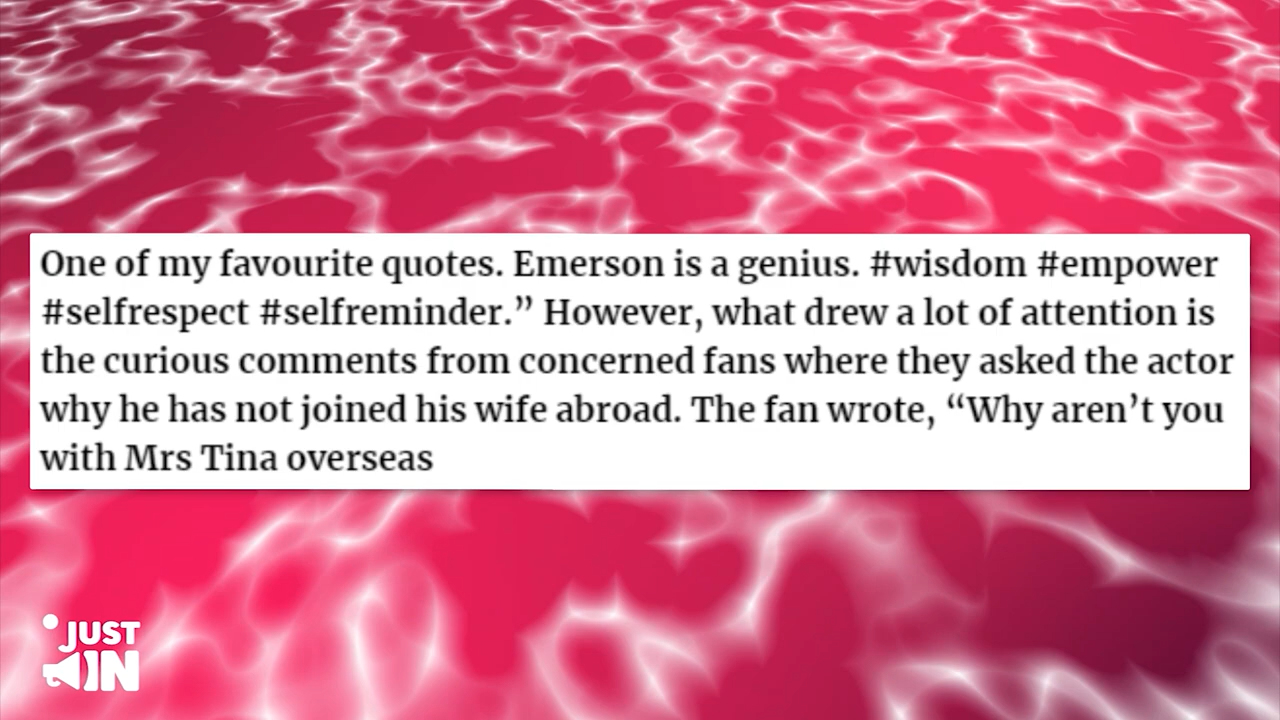 One of my favourite quotes. Emerson is a genius. #wisdom #empower
#selfrespect #selfreminder.” However, what drew a lot of attention is
the curious comments from concerned fans where they asked the actor
why he has not joined his wife abroad. The fan wrote, “Why aren’t you
with Mrs Tina overseas
JUST
IN